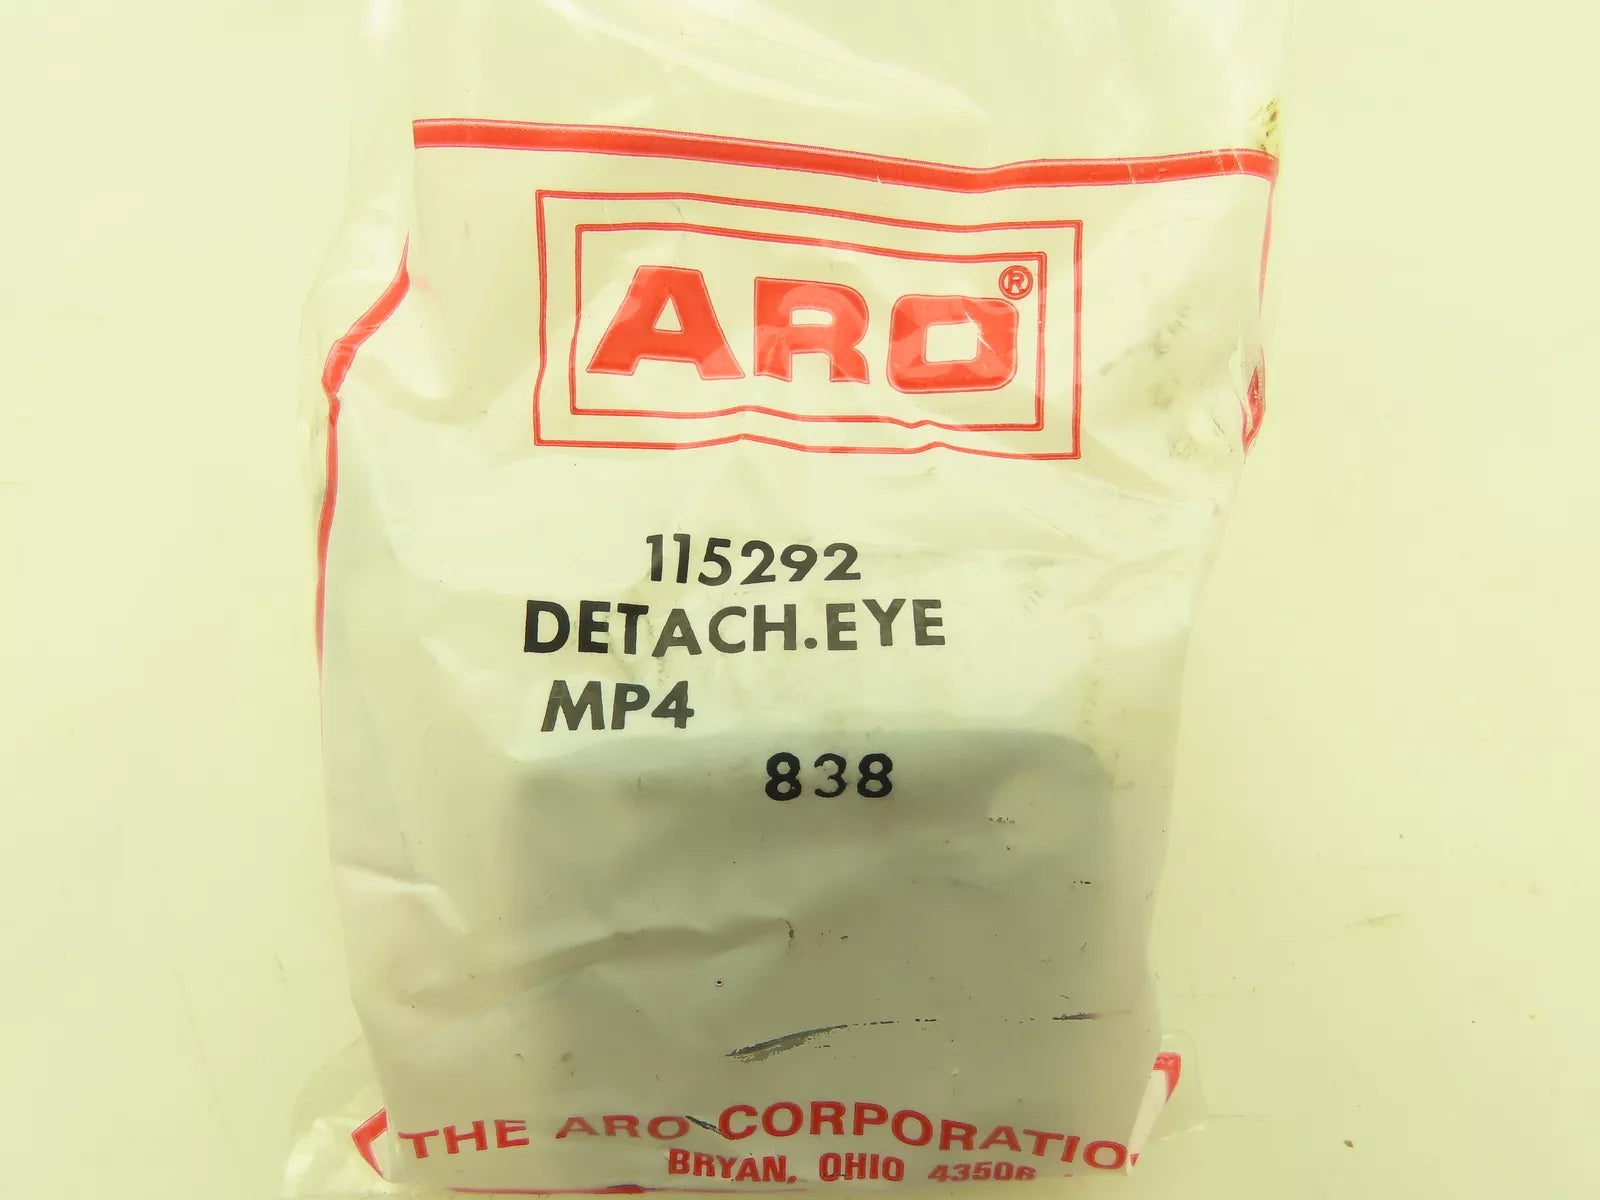 ARO®
115292
DETACH.EYE
MP4
838
THE ARO CORPORATIO
BRYAN, OHIO 43506